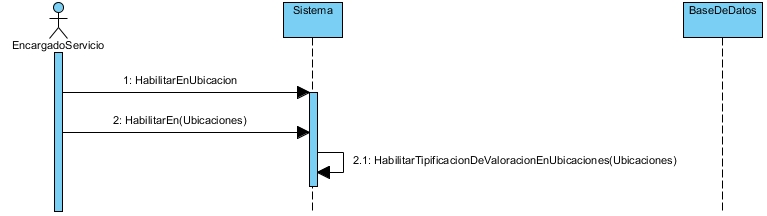 Sistema
BaseDeDatos
EncargadoServicio
1: HabilitarEnUbicacion
2: HabilitarEn(Ubicaciones)
2.1: HabilitarTipificacionDeValoracionEnUbicaciones(Ubicaciones)